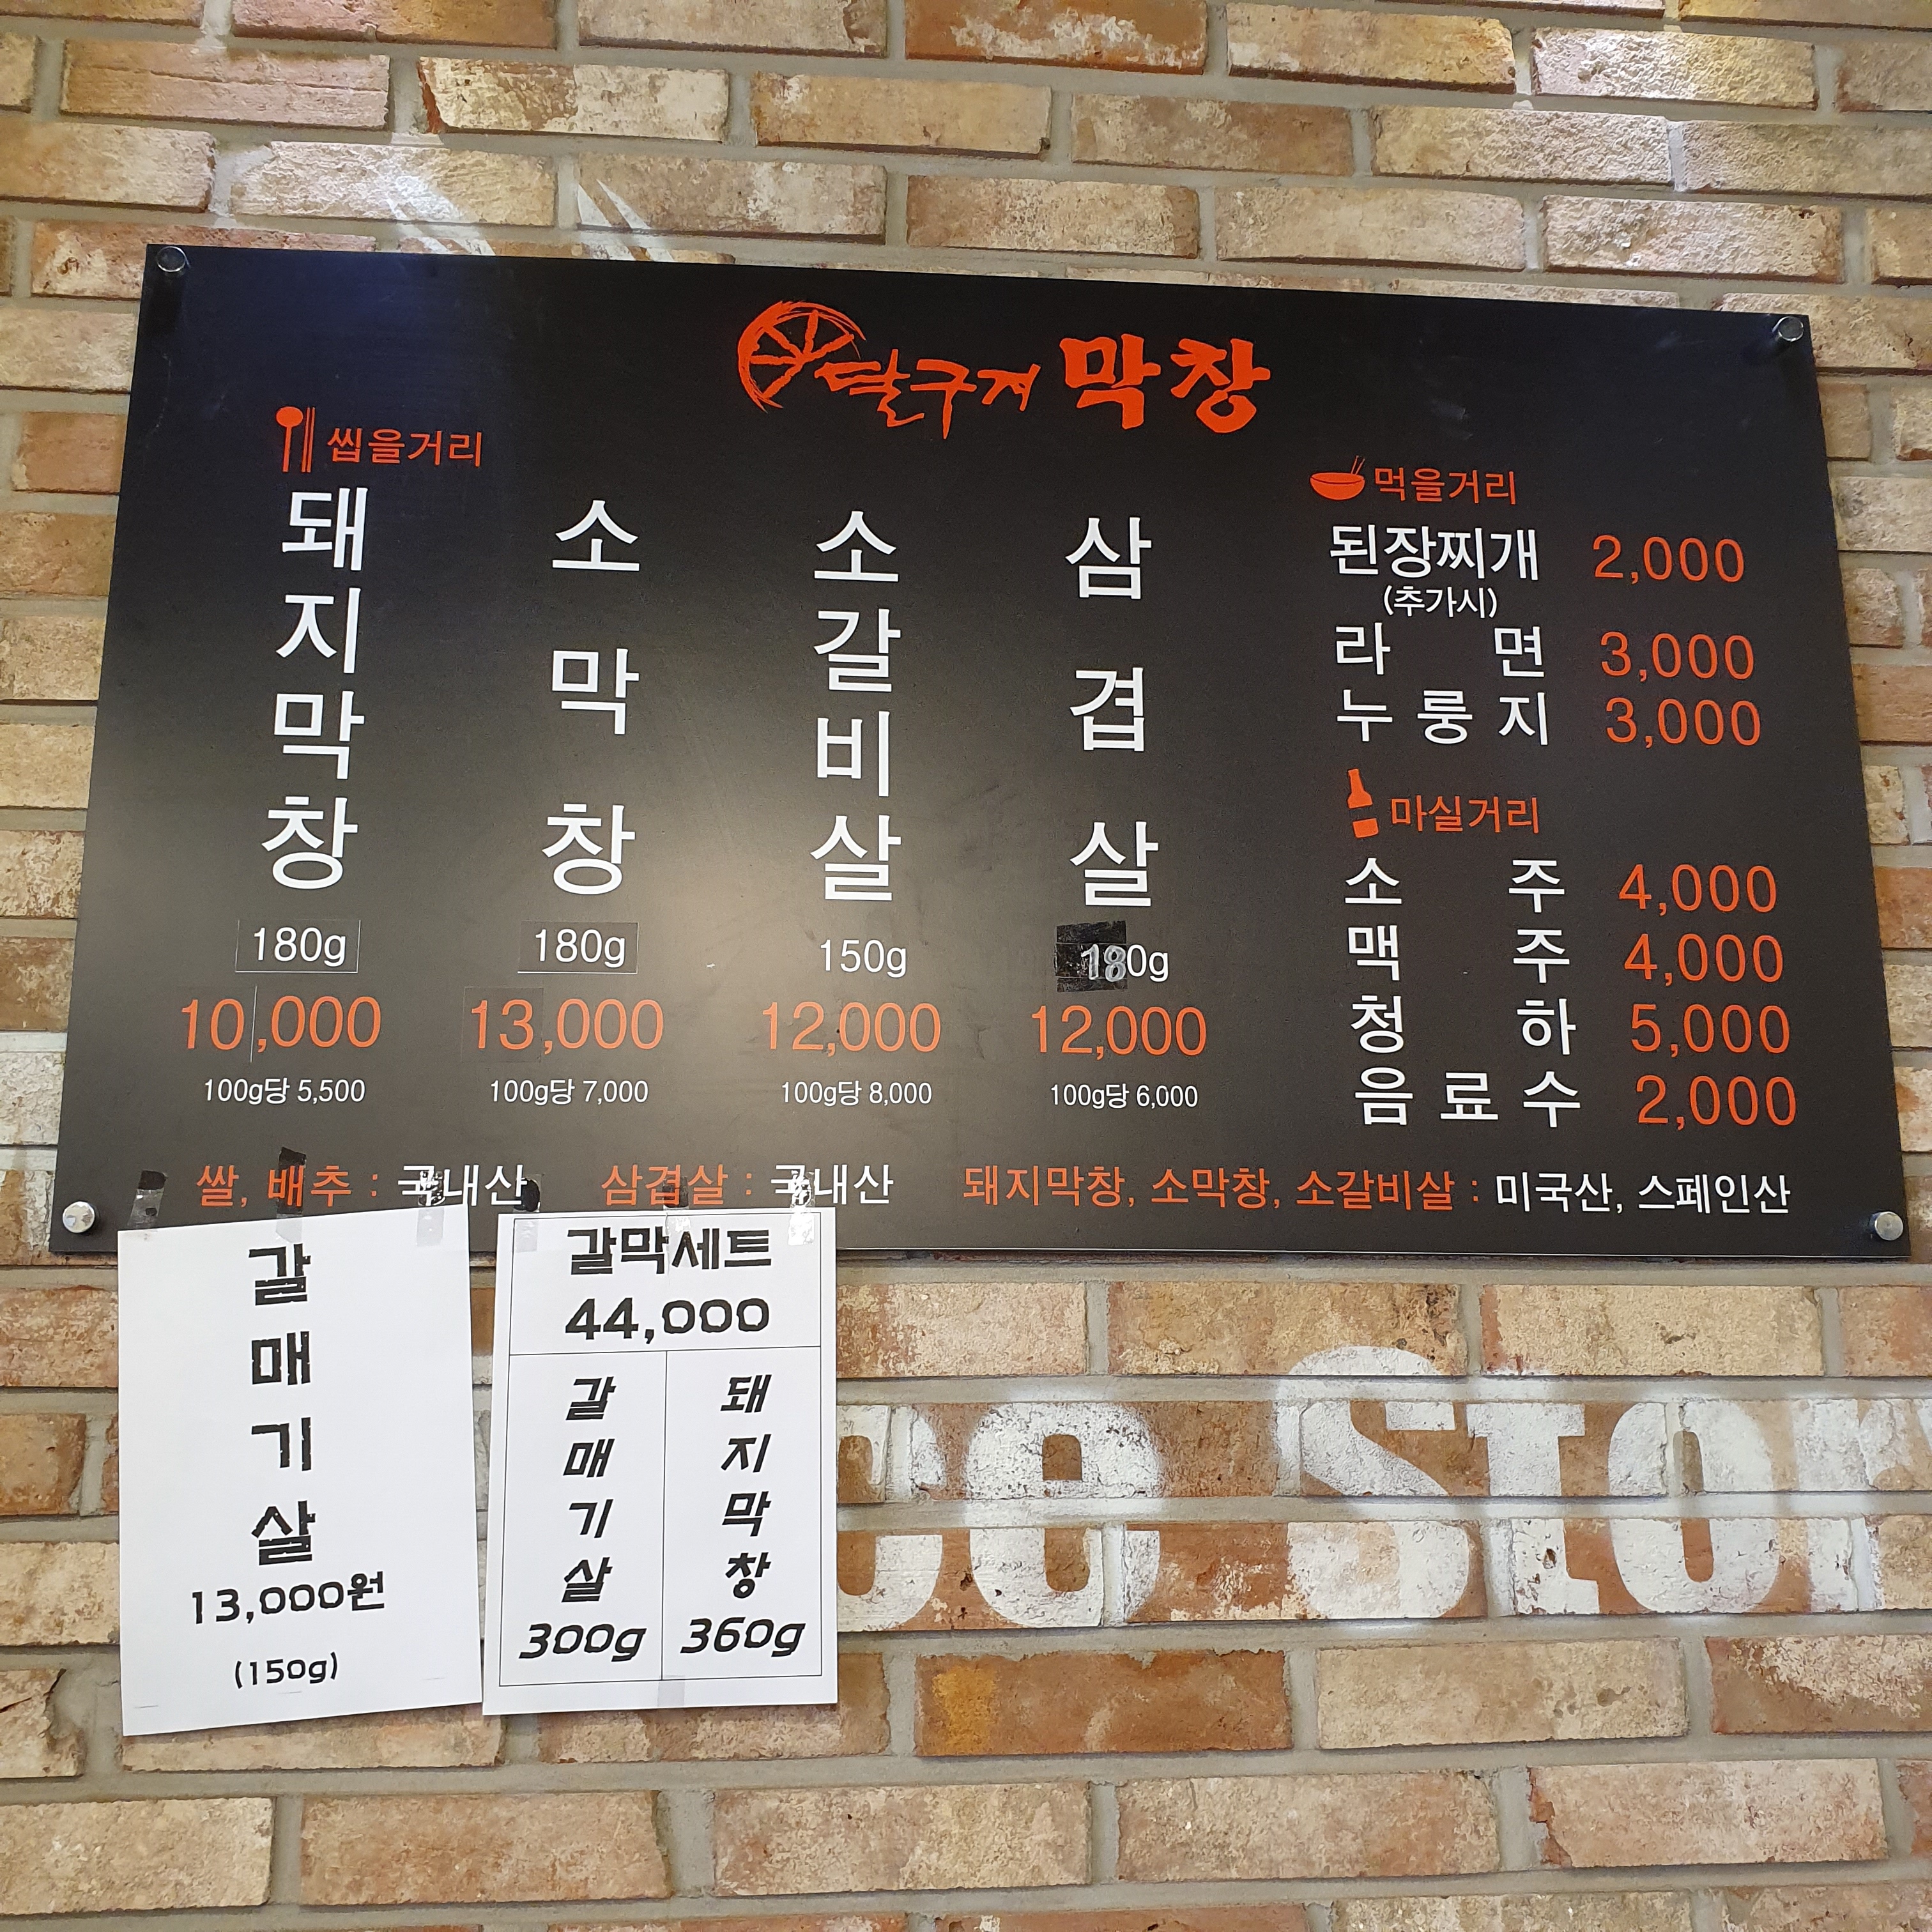 달구지 막창
씹을거리
돼지막창
180g
10,000
100g당 5,500
소막창
180g
13,000
100g당 7,000
소갈비살
150g
12,000
100g당 8,000
삼겹살
180g
12,000
100g당 6,000
먹을거리
된장찌개 2,000
(추가시)
라면 3,000
누룽지 3,000
마실거리
소주 4,000
맥주 4,000
청하 5,000
음료수 2,000
쌀, 배추 : 국내산 삼겹살 : 국내산 돼지막창, 소막창, 소갈비살 : 미국산, 스페인산
갈매기살
13,000원
(150g)
갈막세트
44,000
갈매기살
300g
돼지막창
360g
ce Stor